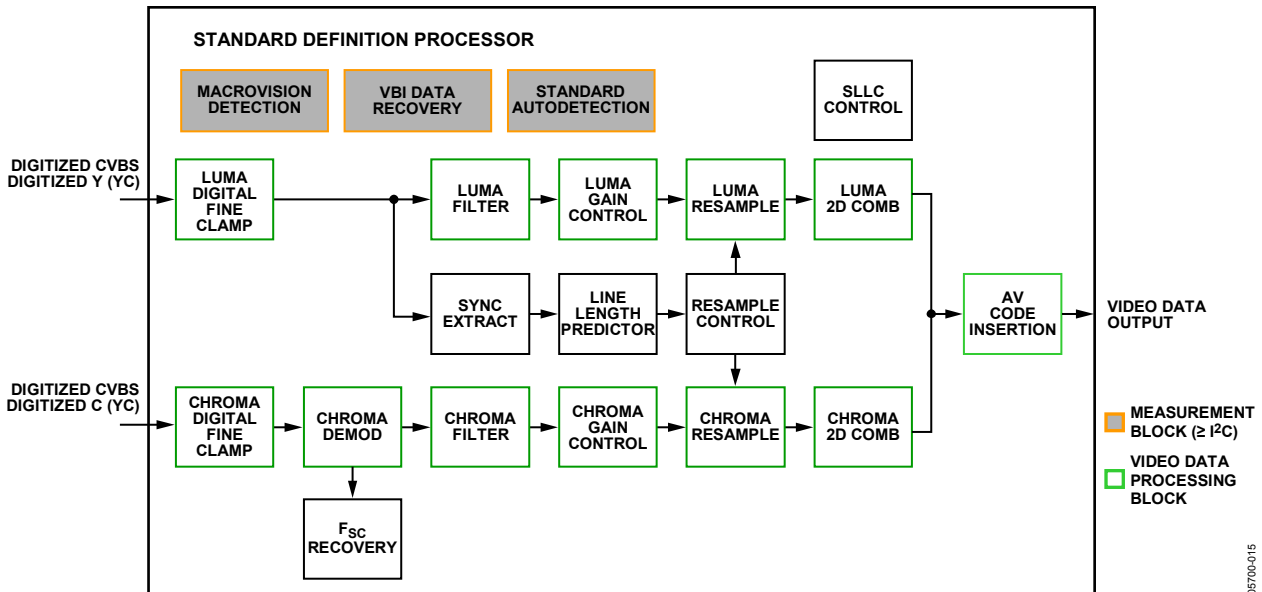 STANDARD DEFINITION PROCESSOR
MACROVISION
DETECTION
VBI DATA
RECOVERY
STANDARD
AUTODETECTION
SLLC
CONTROL
DIGITIZED CVBS
DIGITIZED Y (YC)
LUMA
DIGITAL
FINE
CLAMP
LUMA
FILTER
LUMA
GAIN
CONTROL
LUMA
RESAMPLE
LUMA
2D COMB
SYNC
EXTRACT
LINE
LENGTH
PREDICTOR
RESAMPLE
CONTROL
AV
CODE
INSERTION
VIDEO DATA
OUTPUT
DIGITIZED CVBS
DIGITIZED C (YC)
CHROMA
DIGITAL
FINE
CLAMP
CHROMA
DEMOD
CHROMA
FILTER
CHROMA
GAIN
CONTROL
CHROMA
RESAMPLE
CHROMA
2D COMB
FSC
RECOVERY
MEASUREMENT
BLOCK (≥ I²C)
VIDEO DATA
PROCESSING
BLOCK
05700-015